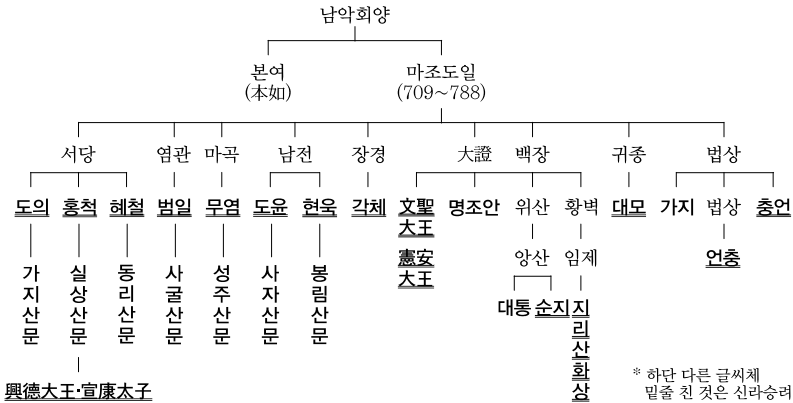 남악회양
본여 마조도일
(本如) (709~788)
서당 염관 마곡 남전 장경 大證 백장 귀종 법상
도의 홍척 혜철 범일 무염 도윤 현욱 각체 文聖大王 명조안 위산 황벽 대모 가지 법상 충언
憲安大王 앙산 임제 언충
가지산문 실상산문 동리산문 사굴산문 성주산문 사자산문 봉림산문
대통 순지 지리산화상
興德大王·宣康太子
* 하단 다른 글씨체
밑줄 친 것은 신라승려